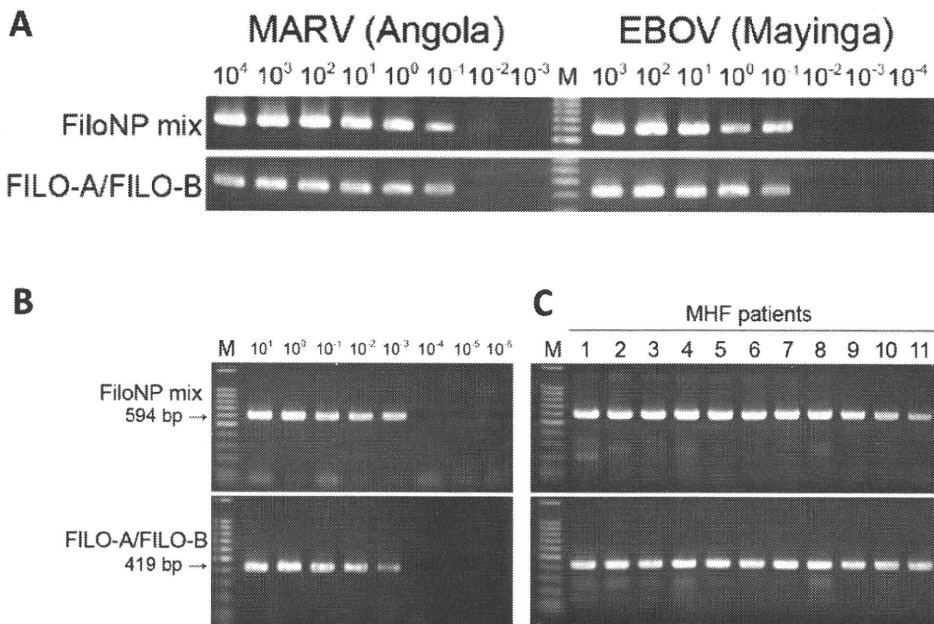 A
MARV (Angola) EBOV (Mayinga)
10⁴ 10³ 10² 10¹ 10⁰ 10⁻¹ 10⁻² 10⁻³ M 10³ 10² 10¹ 10⁰ 10⁻¹ 10⁻² 10⁻³ 10⁻⁴
FiloNP mix
FILO-A/FILO-B
B
M 10¹ 10⁰ 10⁻¹ 10⁻² 10⁻³ 10⁻⁴ 10⁻⁵ 10⁻⁶
FiloNP mix
594 bp →
FILO-A/FILO-B
419 bp →
C
MHF patients
M 1 2 3 4 5 6 7 8 9 10 11